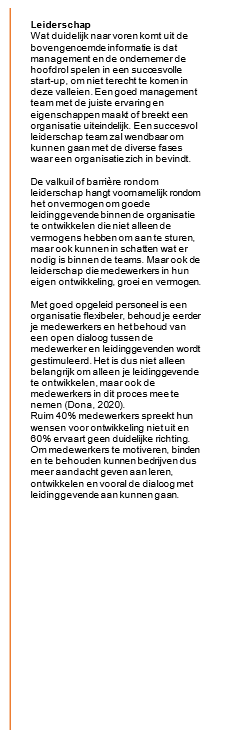 Leiderschap
Wat duidelijk naar voren komt uit de
bovengenoemde informatie is dat
management en de ondernemer de
hoofdrol spelen in een succesvolle
start-up, om niet terecht te komen in
deze valleien. Een goed management
team met de juiste ervaring en
eigenschappen maakt of breekt een
organisatie uiteindelijk. Een succesvol
leiderschap team zal wendbaar om
kunnen gaan met de diverse fases
waar een organisatie zich in bevindt.

De valkuil of barrière rondom
leiderschap hangt voornamelijk rondom
het onvermogen om goede
leidinggevende binnen de organisatie
te ontwikkelen die niet alleen de
vermogens hebben om aan te sturen,
maar ook kunnen in schatten wat er
nodig is binnen de teams. Maar ook de
leiderschap die medewerkers in hun
eigen ontwikkeling, groei en vermogen.

Met goed opgeleid personeel is een
organisatie flexibeler, behoud je eerder
je medewerkers en het behoud van
een open dialoog tussen de
medewerker en leidinggevenden wordt
gestimuleerd. Het is dus niet alleen
belangrijk om alleen je leidinggevende
te ontwikkelen, maar ook de
medewerkers in dit proces mee te
nemen (Dona, 2020).
Ruim 40% medewerkers spreekt hun
wensen voor ontwikkeling niet uit en
60% ervaart geen duidelijke richting.
Om medewerkers te motiveren, binden
en te behouden kunnen bedrijven dus
meer aandacht geven aan leren,
ontwikkelen en vooral de dialoog met
leidinggevende aan kunnen gaan.